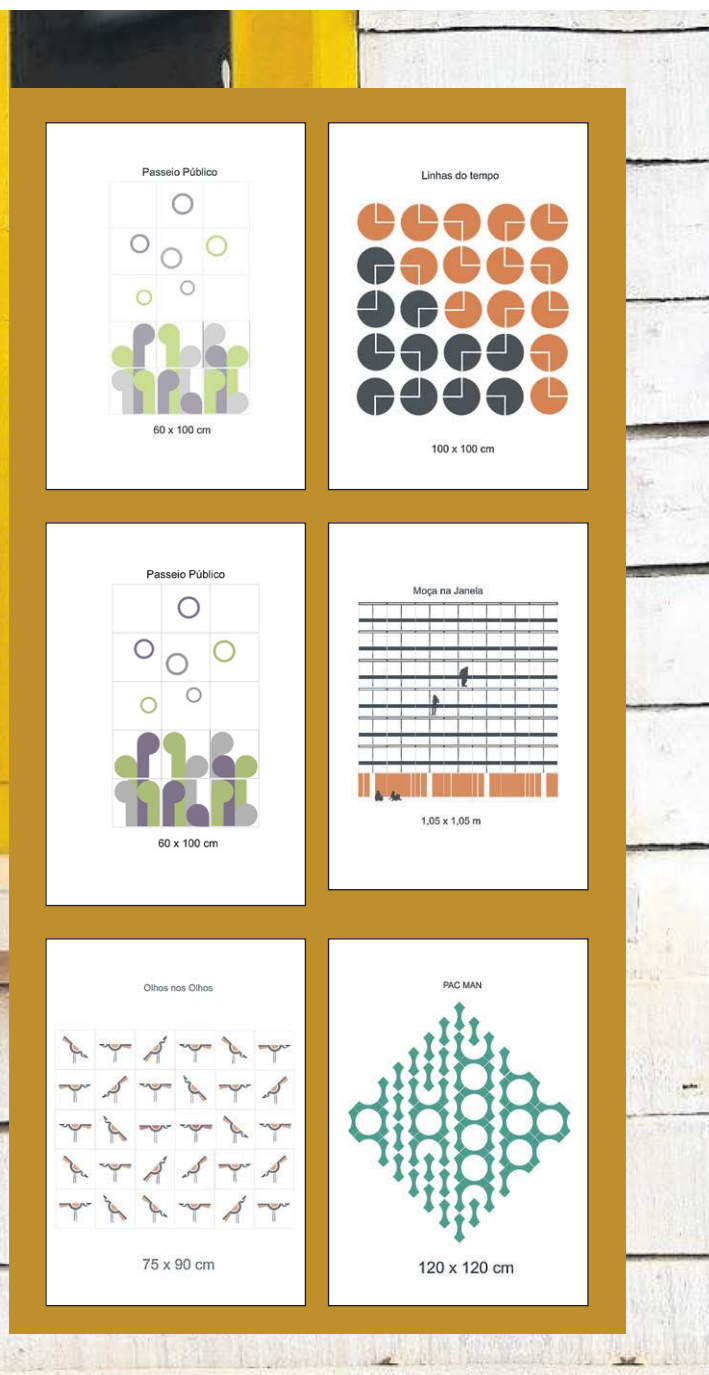 Passeio Público
60 x 100 cm
Linhas do tempo
100 x 100 cm
Passeio Público
60 x 100 cm
Moça na Janela
1,05 x 1,05 m
Olhos nos Olhos
75 x 90 cm
PAC MAN
120 x 120 cm